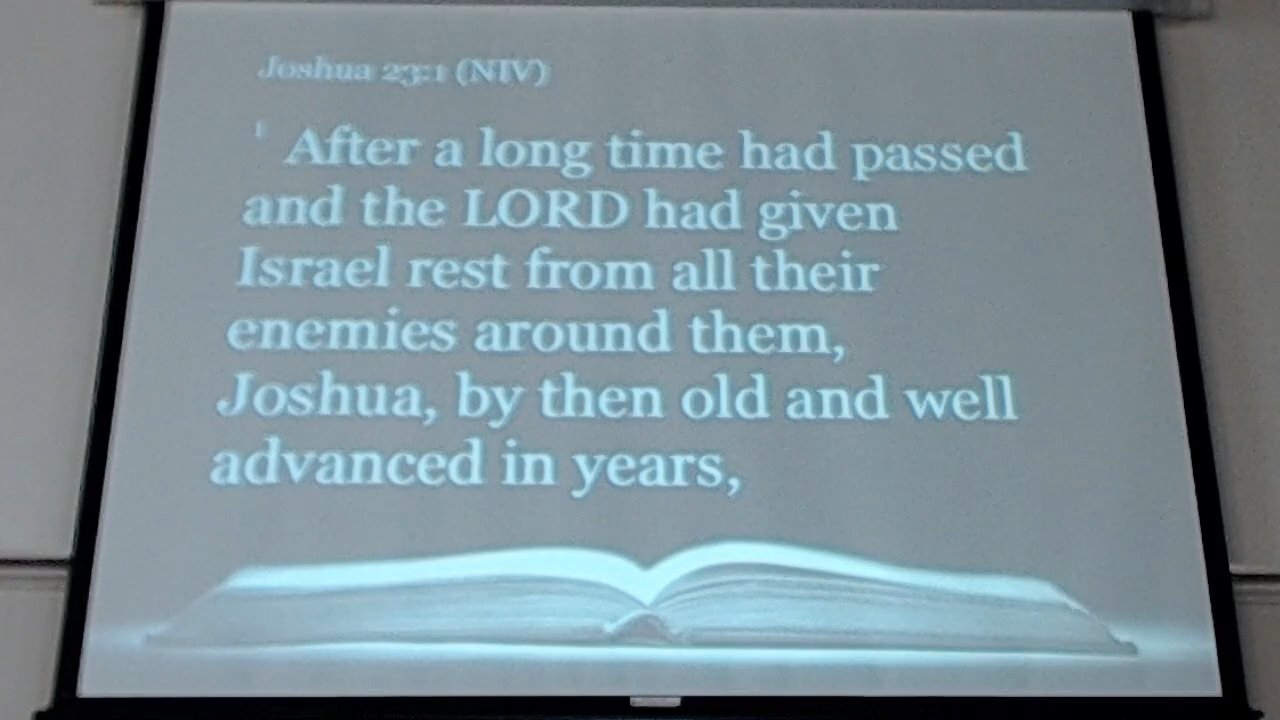 Joshua 23:1 (NIV)
1 After a long time had passed
and the LORD had given
Israel rest from all their
enemies around them,
Joshua, by then old and well
advanced in years,